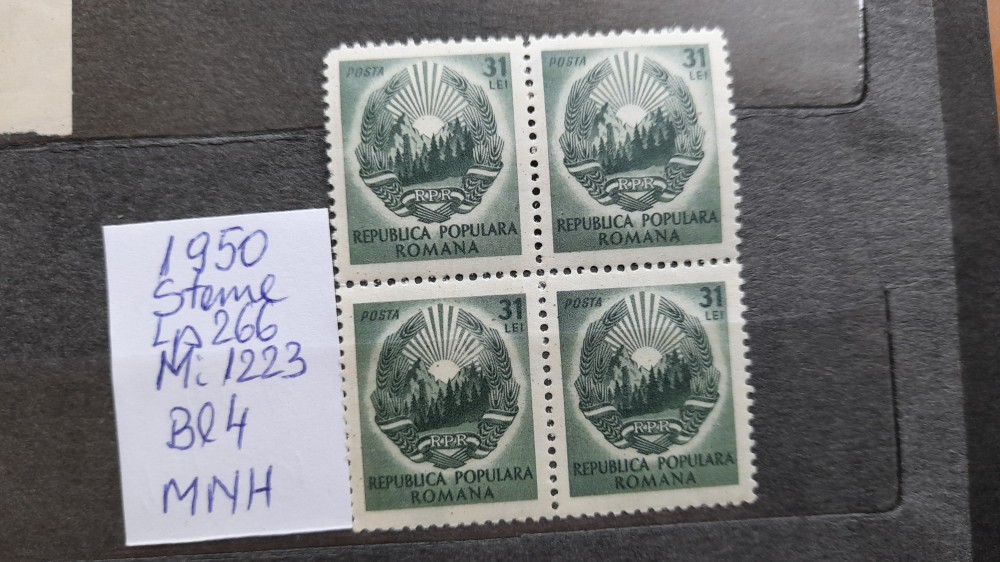 1950
Steme
Lp 266
Mi 1223
Bl 4
MNH
POSTA 31 LEI
RPR
REPUBLICA POPULARA
ROMANA
POSTA 31 LEI
RPR
REPUBLICA POPULARA
ROMANA
POSTA 31 LEI
RPR
REPUBLICA POPULARA
ROMANA
POSTA 31 LEI
RPR
REPUBLICA POPULARA
ROMANA